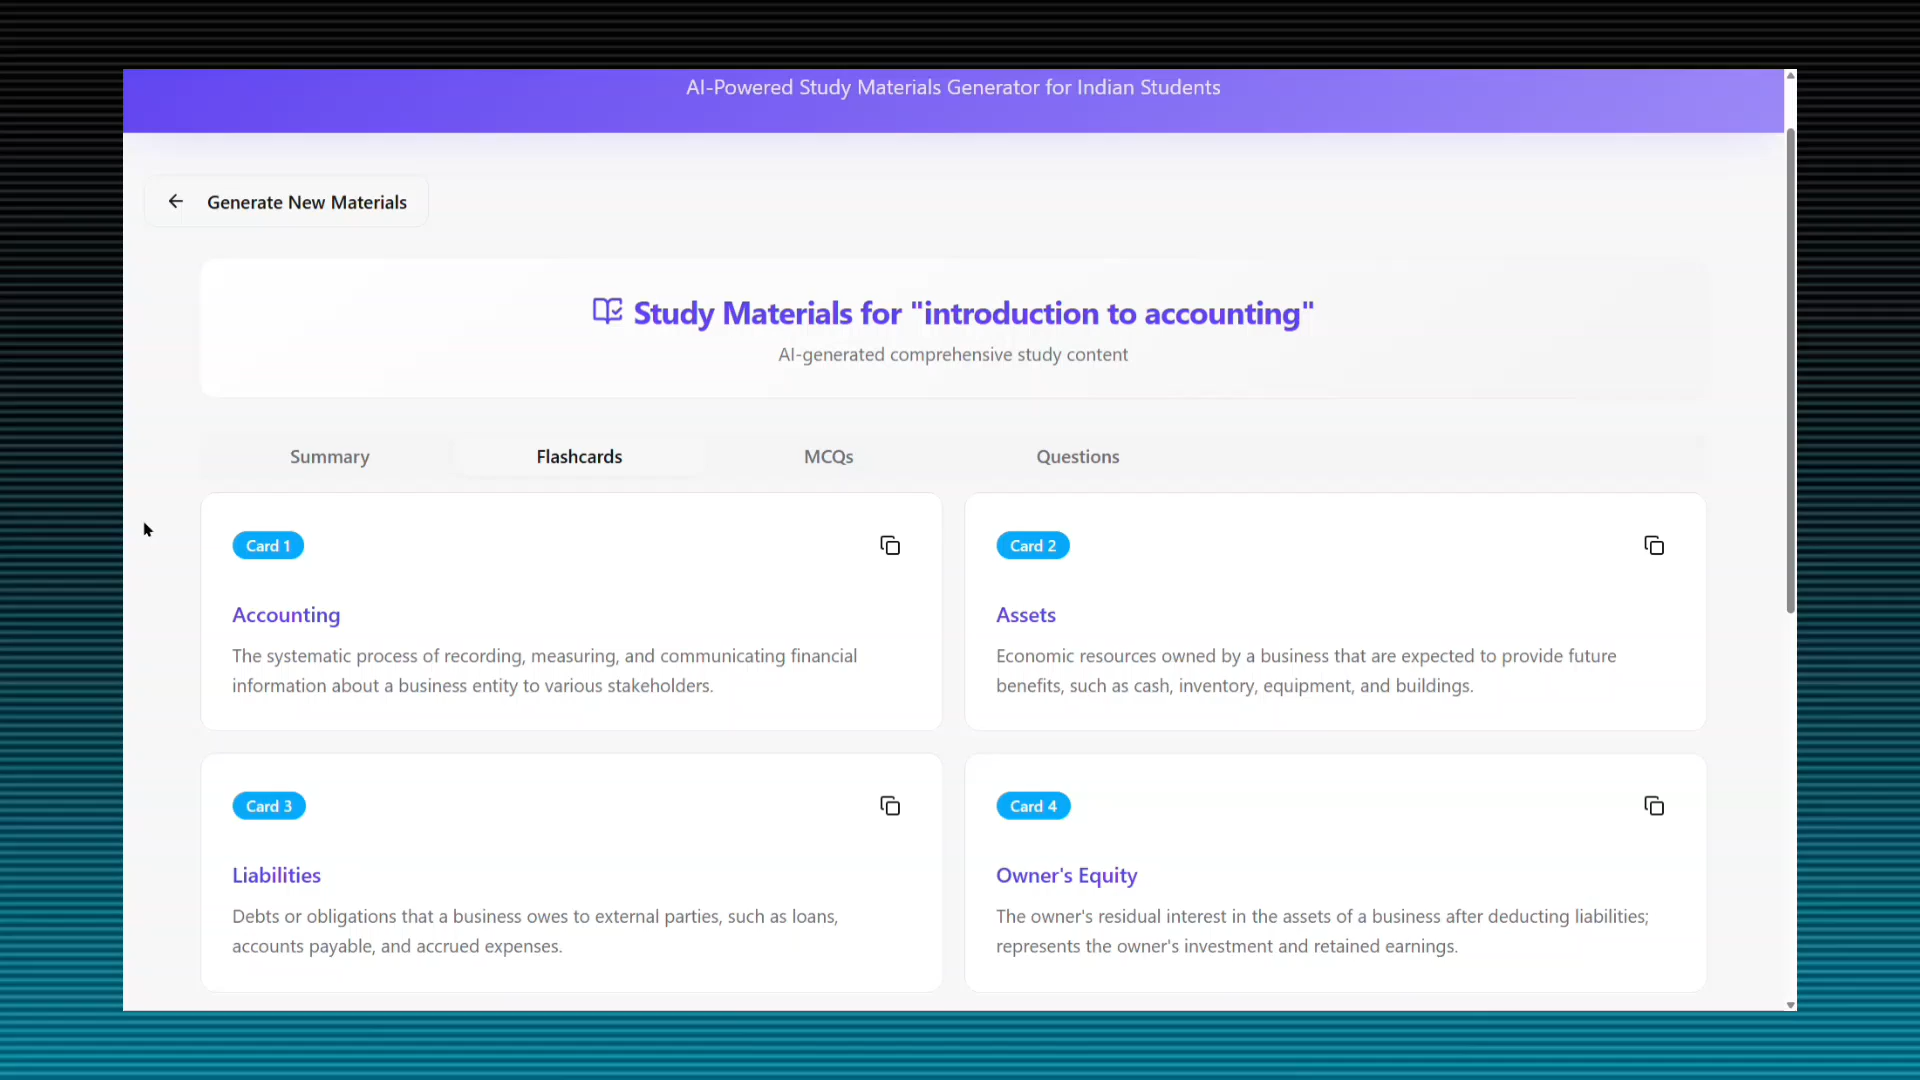 AI-Powered Study Materials Generator for Indian Students
Generate New Materials
Study Materials for "introduction to accounting"
AI-generated comprehensive study content
Summary
Flashcards
MCQs
Questions
Card 1
Accounting
The systematic process of recording, measuring, and communicating financial
information about a business entity to various stakeholders.
Card 2
Assets
Economic resources owned by a business that are expected to provide future
benefits, such as cash, inventory, equipment, and buildings.
Card 3
Liabilities
Debts or obligations that a business owes to external parties, such as loans,
accounts payable, and accrued expenses.
Card 4
Owner's Equity
The owner's residual interest in the assets of a business after deducting liabilities;
represents the owner's investment and retained earnings.